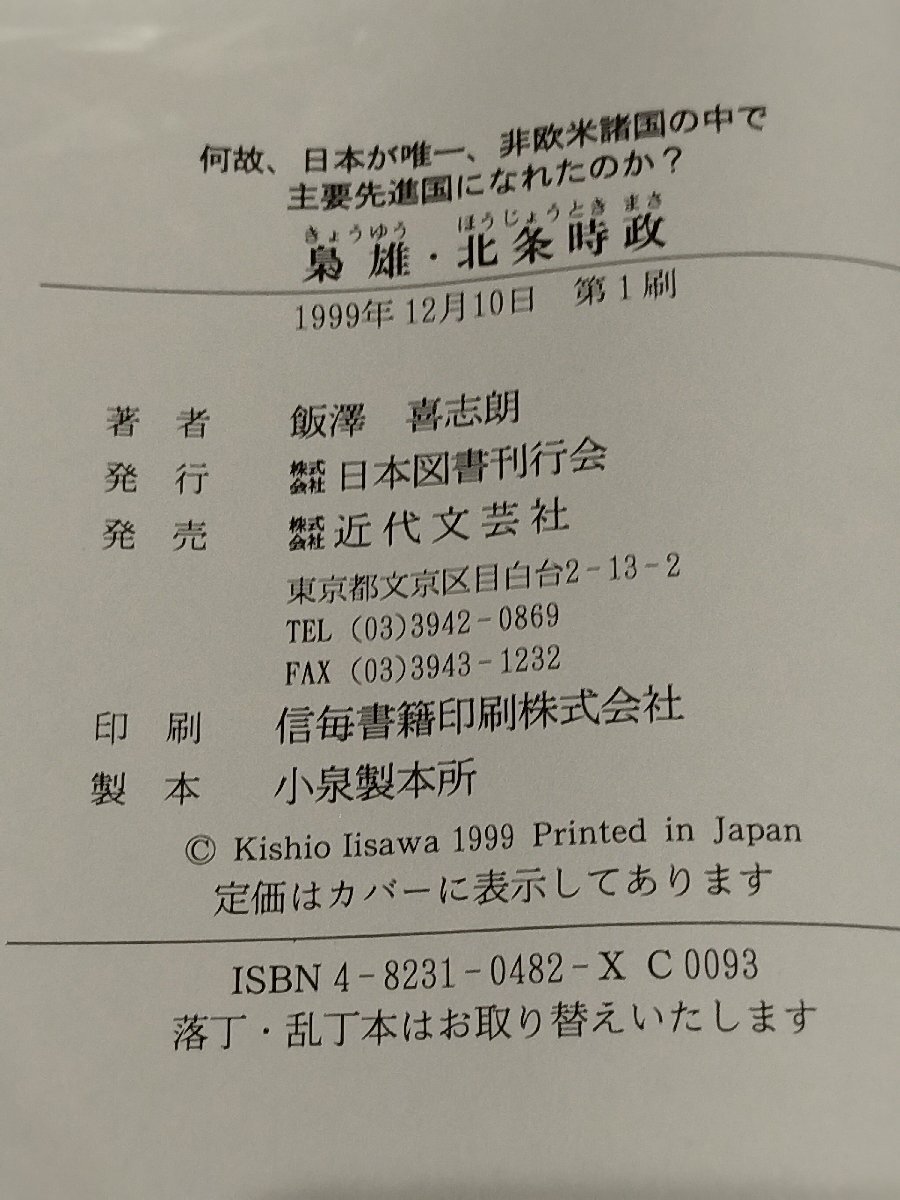 何故、日本が唯一、非欧米諸国の中で
主要先進国になれたのか？
きょうゆう ほうじょうとき まさ
梟雄・北条時政
1999年12月10日 第1刷
著者 飯澤 喜志朗
発行 株式会社 日本図書刊行会
発売 株式会社 近代文芸社
東京都文京区目白台2-13-2
TEL (03)3942-0869
FAX (03)3943-1232
印刷 信毎書籍印刷株式会社
製本 小泉製本所
© Kishio Iisawa 1999 Printed in Japan
定価はカバーに表示してあります
ISBN 4-8231-0482-X C0093
落丁・乱丁本はお取り替えいたします